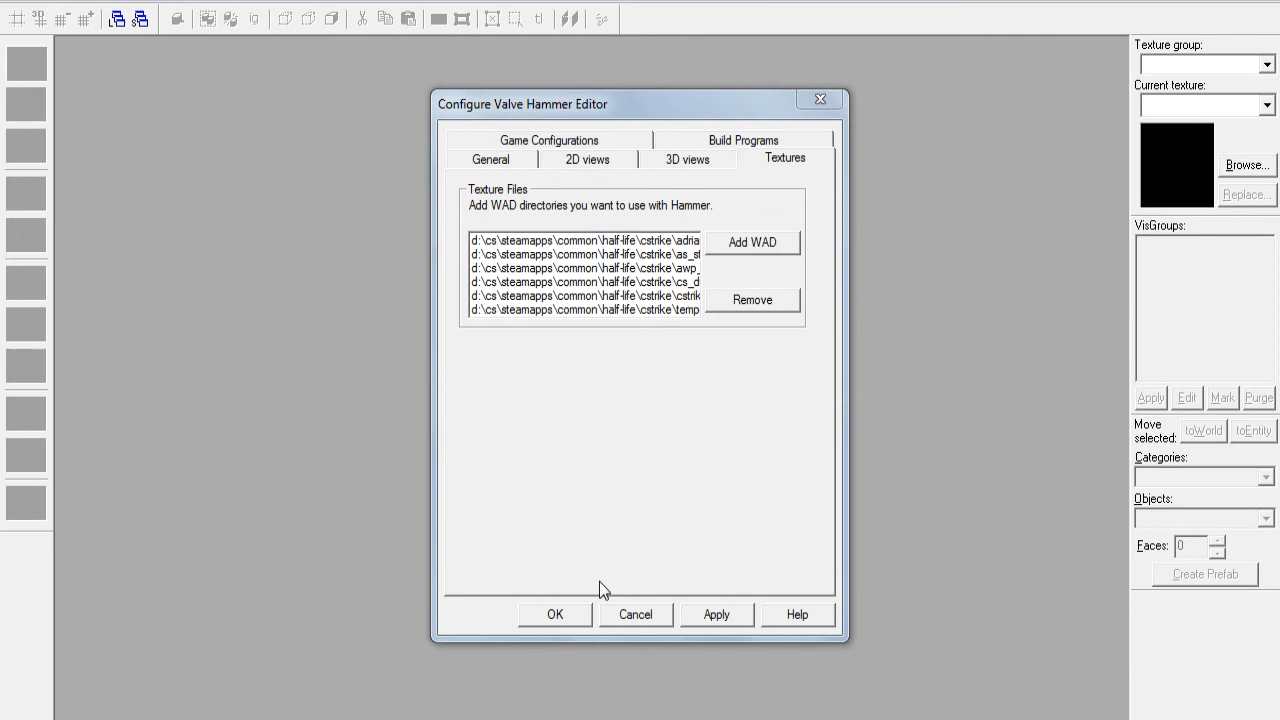 3D
Texture group:
Current texture:
Browse...
Replace...
VisGroups:
Apply Edit Mark Purge
Move
selected: toWorld toEntity
Categories:
Objects:
Faces: 0
Create Prefab
Configure Valve Hammer Editor
Game Configurations Build Programs
General 2D views 3D views Textures
Texture Files
Add WAD directories you want to use with Hammer.
d:\cs\steamapps\common\half-life\cstrike\adria
d:\cs\steamapps\common\half-life\cstrike\as_st
d:\cs\steamapps\common\half-life\cstrike\awp_
d:\cs\steamapps\common\half-life\cstrike\cs_d
d:\cs\steamapps\common\half-life\cstrike\cstrik
d:\cs\steamapps\common\half-life\cstrike\temp
Add WAD
Remove
OK Cancel Apply Help